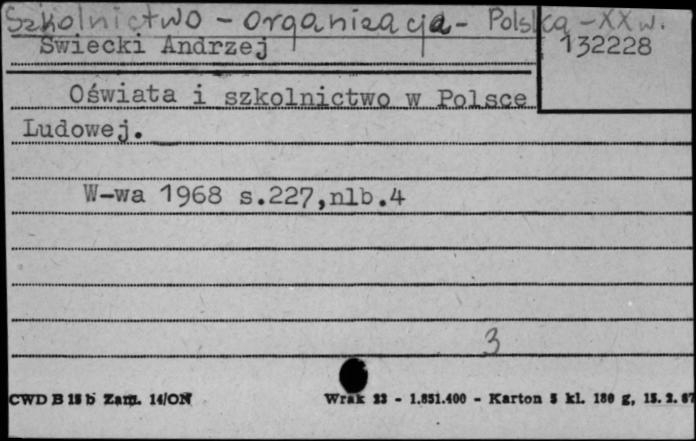 Szkolnictwo - organizacja - Polska - XX w.
Świecki Andrzej
132228
Oświata i szkolnictwo w Polsce
Ludowej.
W-wa 1968 s.227,nlb.4
3
CWD B 18 b Zam. 14/ON
Wrak 23 - 1.851.400 - Karton 5 kl. 180 g, 15. 2. 67